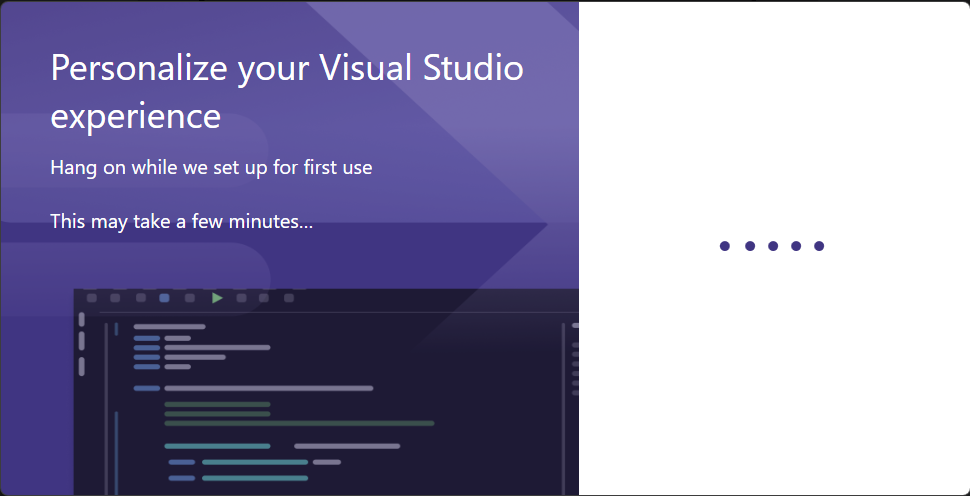 Personalize your Visual Studio
experience
Hang on while we set up for first use
This may take a few minutes...